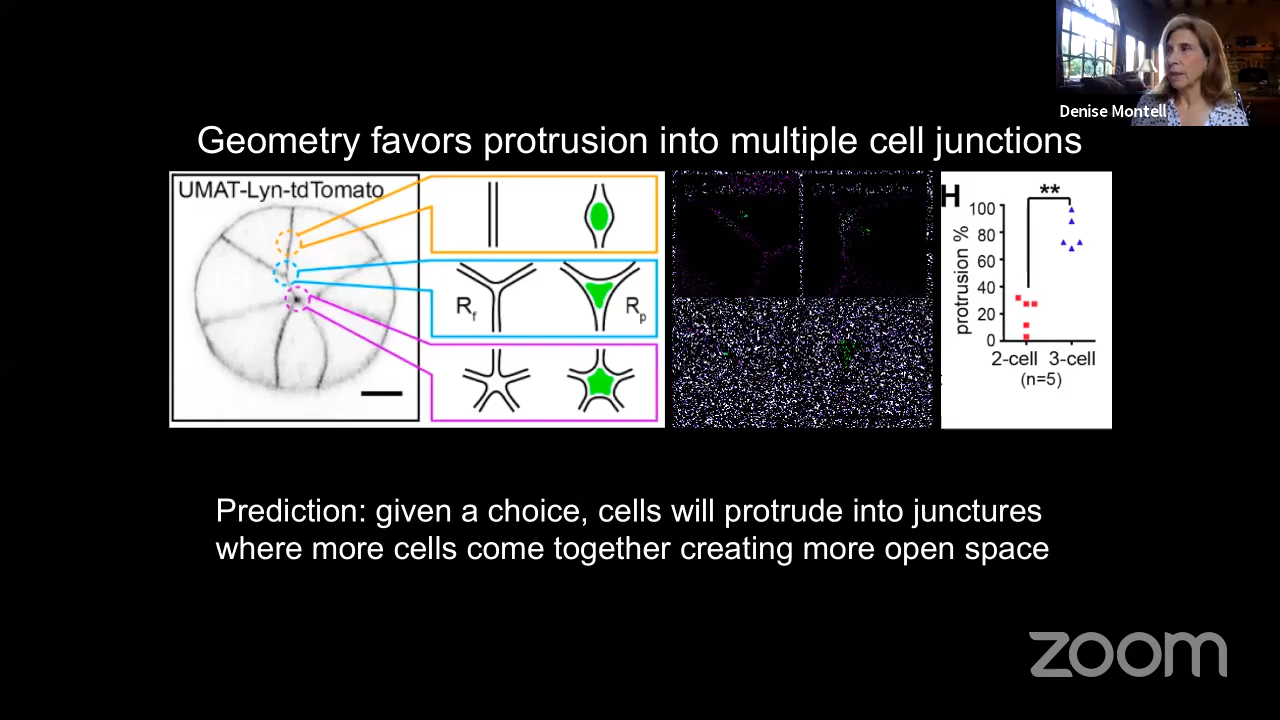 Denise Montell
Geometry favors protrusion into multiple cell junctions
UMAT-Lyn-tdTomato
Rf
Rp
H
**
100
80
60
40
20
0
protrusion %
2-cell 3-cell
(n=5)
Prediction: given a choice, cells will protrude into junctures
where more cells come together creating more open space
zoom